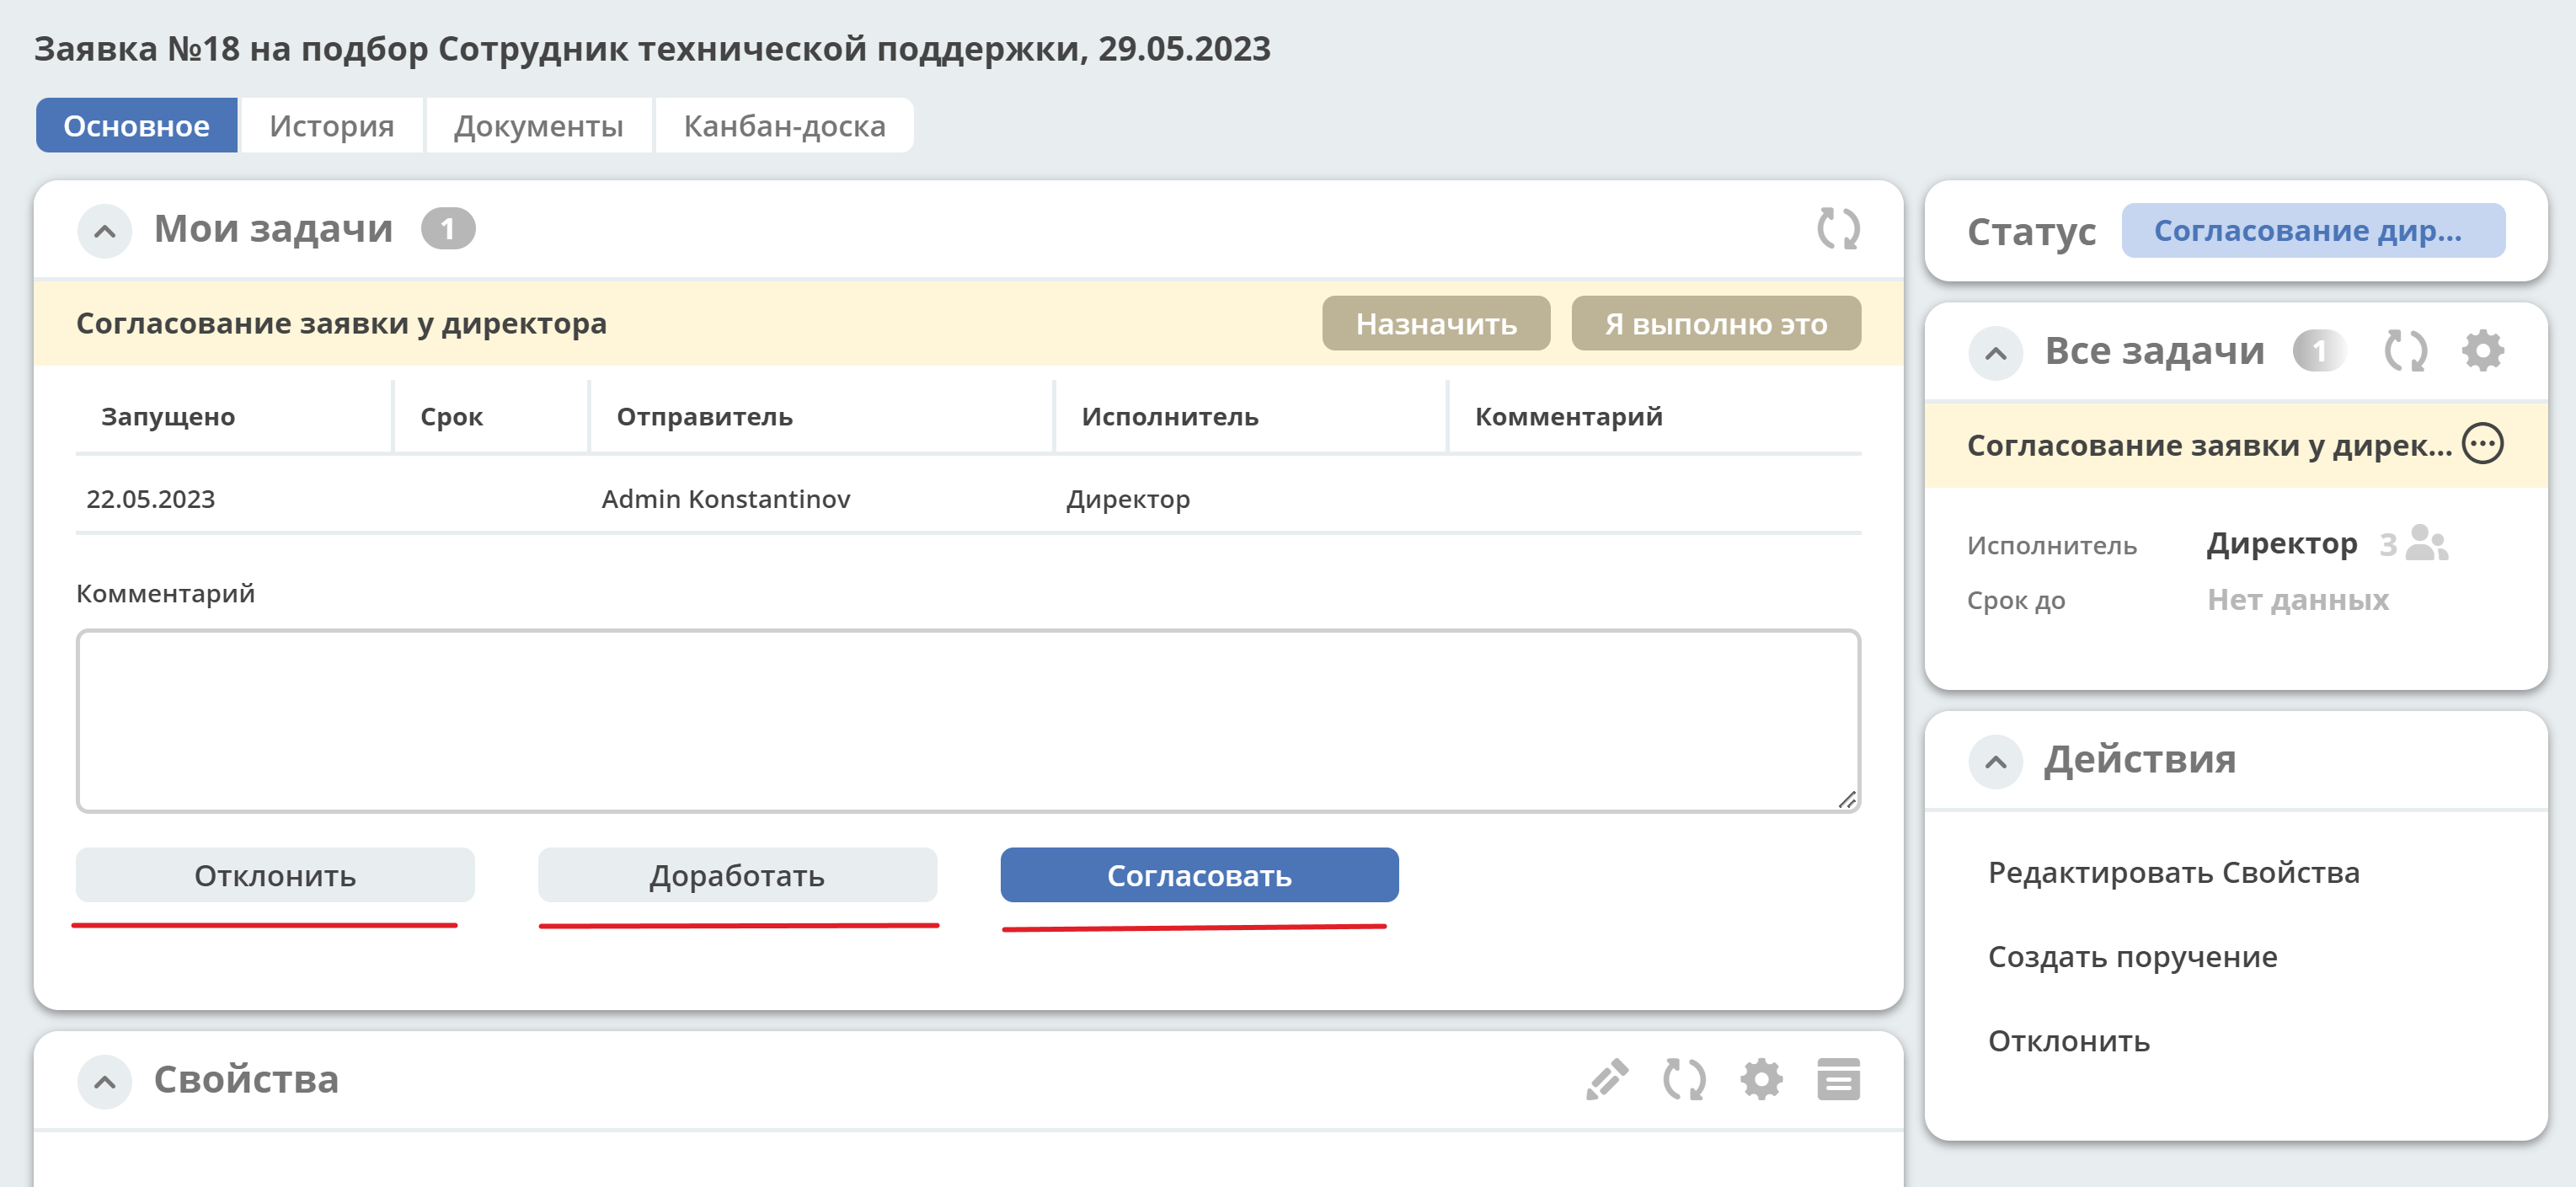 Заявка №18 на подбор Сотрудник технической поддержки, 29.05.2023
Основное История Документы Канбан-доска
Мои задачи 1
Согласование заявки у директора Назначить Я выполню это
Запущено Срок Отправитель Исполнитель Комментарий
22.05.2023 Admin Konstantinov Директор
Комментарий
Отклонить Доработать Согласовать
Свойства
Статус Согласование дир...
Все задачи 1
Согласование заявки у дирек...
Исполнитель Директор 3
Срок до Нет данных
Действия
Редактировать Свойства
Создать поручение
Отклонить